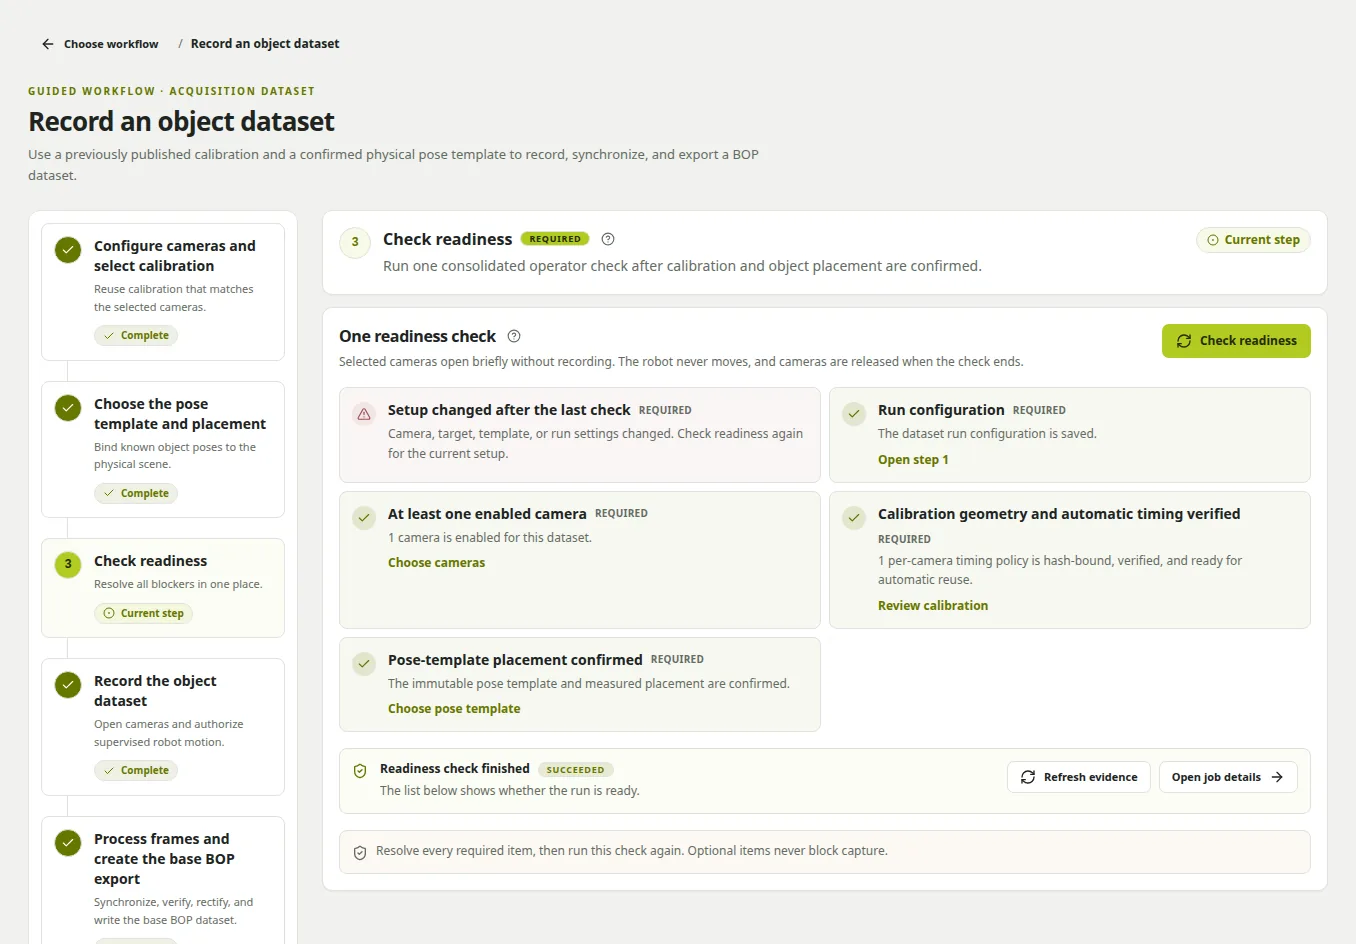 Choose workflow / Record an object dataset
GUIDED WORKFLOW · ACQUISITION DATASET
Record an object dataset
Use a previously published calibration and a confirmed physical pose template to record, synchronize, and export a BOP
dataset.
Configure cameras and
select calibration
Reuse calibration that matches
the selected cameras.
Complete
Choose the pose
template and placement
Bind known object poses to the
physical scene.
Complete
3
Check readiness
Resolve all blockers in one place.
Current step
Record the object
dataset
Open cameras and authorize
supervised robot motion.
Complete
Process frames and
create the base BOP
export
Synchronize, verify, rectify, and
write the base BOP dataset.
3
Check readiness REQUIRED
Current step
Run one consolidated operator check after calibration and object placement are confirmed.
One readiness check
Check readiness
Selected cameras open briefly without recording. The robot never moves, and cameras are released when the check ends.
Setup changed after the last check REQUIRED
Camera, target, template, or run settings changed. Check readiness again
for the current setup.
Run configuration REQUIRED
The dataset run configuration is saved.
Open step 1
At least one enabled camera REQUIRED
1 camera is enabled for this dataset.
Choose cameras
Calibration geometry and automatic timing verified
REQUIRED
1 per-camera timing policy is hash-bound, verified, and ready for
automatic reuse.
Review calibration
Pose-template placement confirmed REQUIRED
The immutable pose template and measured placement are confirmed.
Choose pose template
Readiness check finished SUCCEEDED
The list below shows whether the run is ready.
Refresh evidence
Open job details
Resolve every required item, then run this check again. Optional items never block capture.